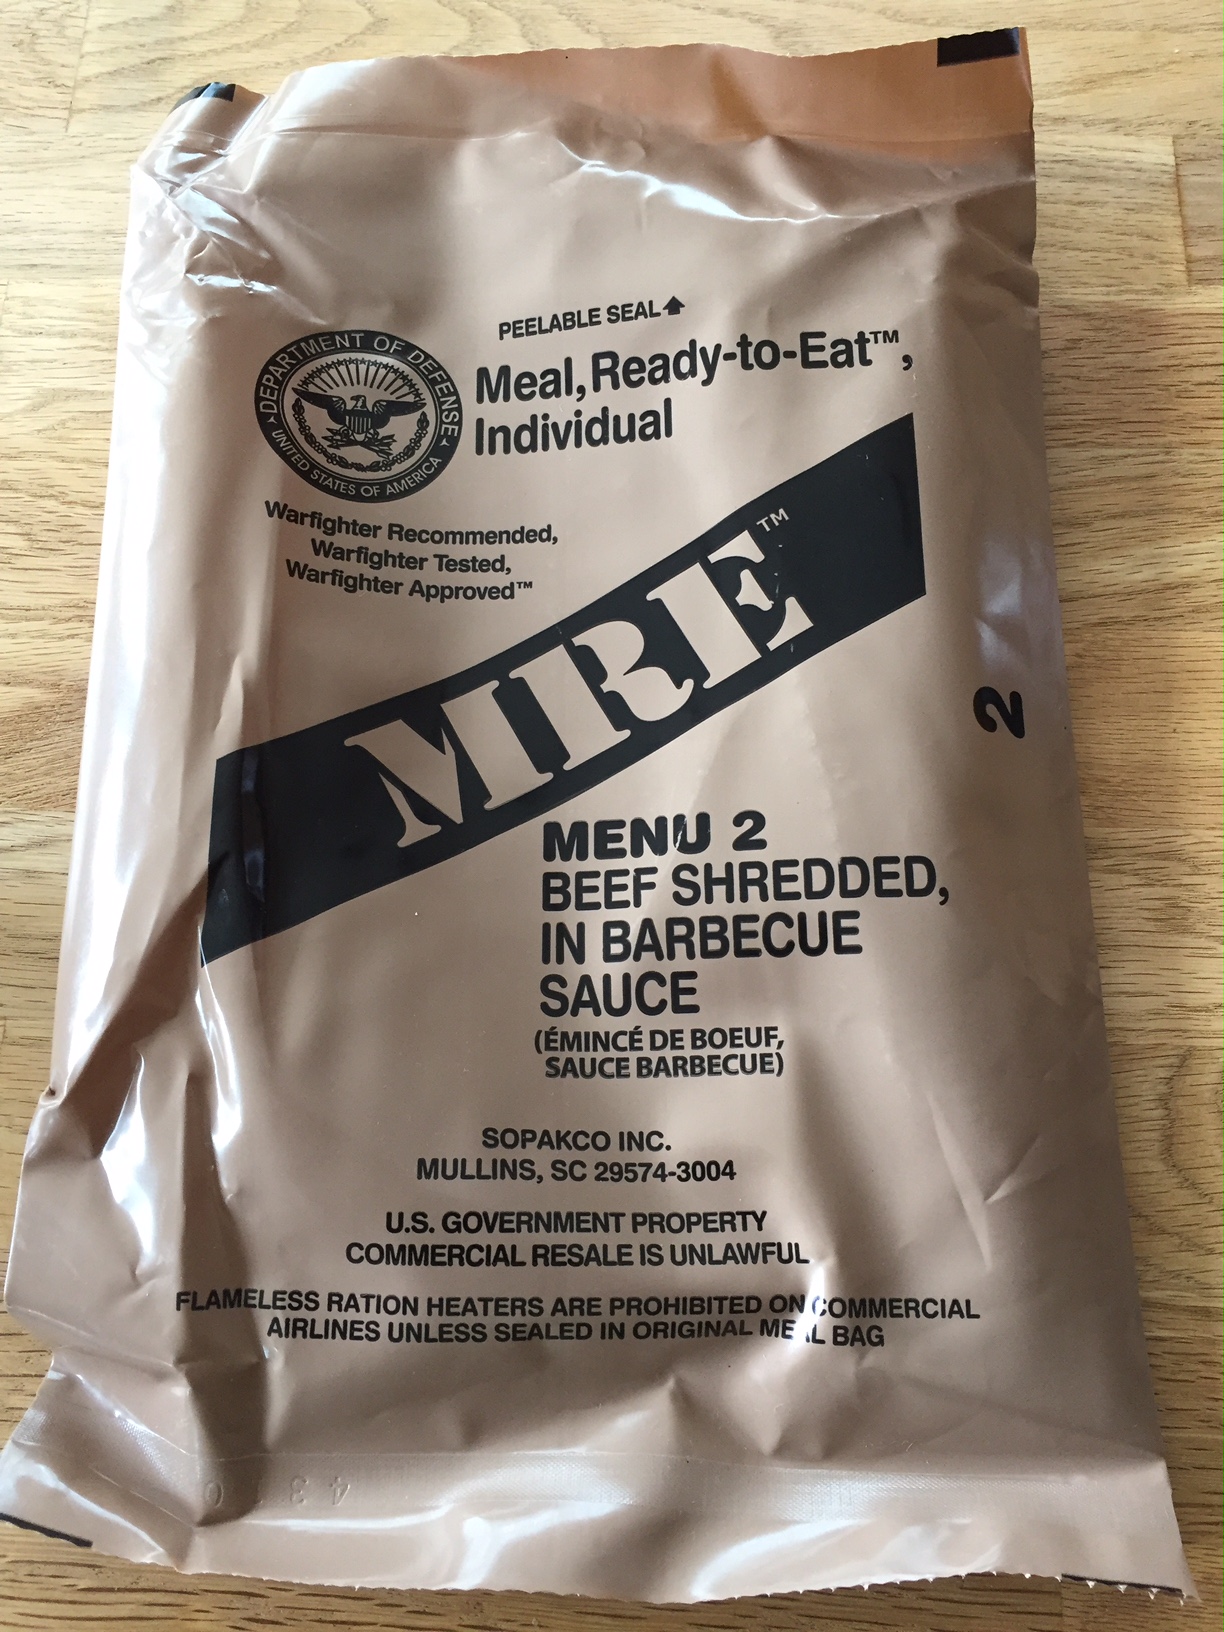 PEELABLE SEAL
DEPARTMENT OF DEFENSE
UNITED STATES OF AMERICA
Meal, Ready-to-Eat™,
Individual
Warfighter Recommended,
Warfighter Tested,
Warfighter Approved™
MRE™
2
MENU 2
BEEF SHREDDED,
IN BARBECUE
SAUCE
(ÉMINCÉ DE BOEUF,
SAUCE BARBECUE)
SOPAKCO INC.
MULLINS, SC 29574-3004
U.S. GOVERNMENT PROPERTY
COMMERCIAL RESALE IS UNLAWFUL
FLAMELESS RATION HEATERS ARE PROHIBITED ON COMMERCIAL
AIRLINES UNLESS SEALED IN ORIGINAL MEAL BAG